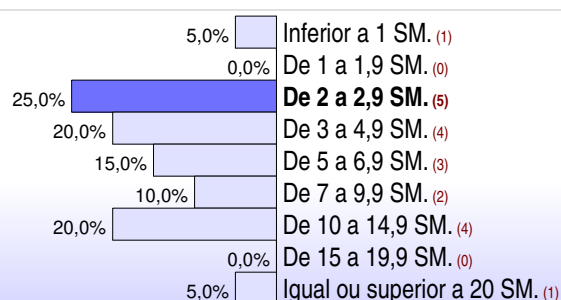 5,0% Inferior a 1 SM. (1)
0,0% De 1 a 1,9 SM. (0)
25,0% De 2 a 2,9 SM. (5)
20,0% De 3 a 4,9 SM. (4)
15,0% De 5 a 6,9 SM. (3)
10,0% De 7 a 9,9 SM. (2)
20,0% De 10 a 14,9 SM. (4)
0,0% De 15 a 19,9 SM. (0)
5,0% Igual ou superior a 20 SM. (1)